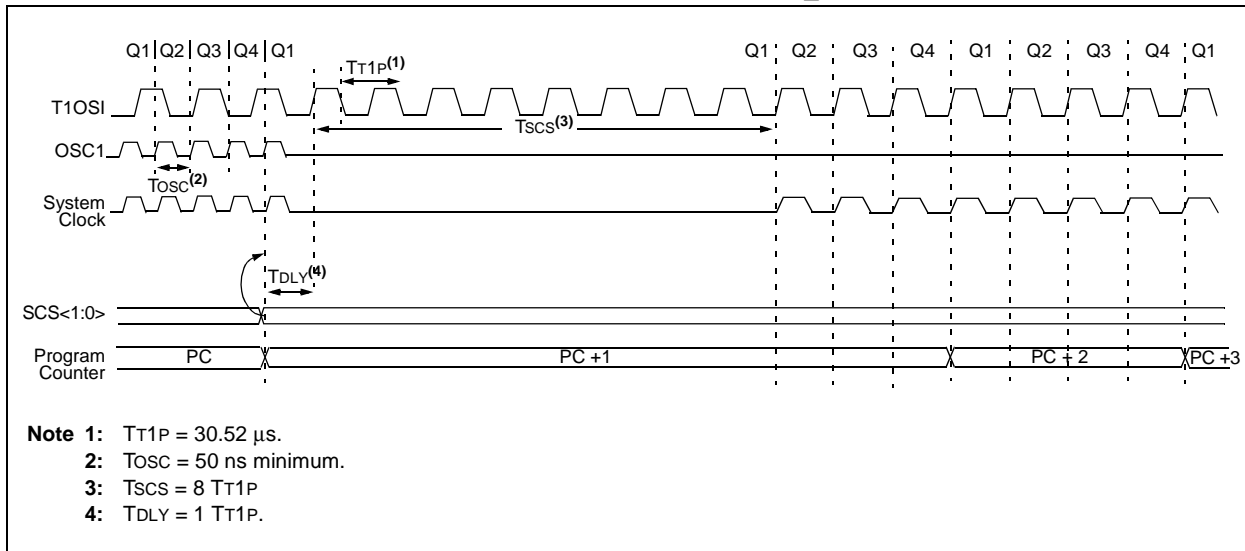 Q1 Q2 Q3 Q4 Q1 Q1 Q2 Q3 Q4 Q1 Q2 Q3 Q4 Q1
TT1P(1)
T1OSI
TSCS(3)
OSC1
TOSC(2)
System
Clock
TDLY(4)
SCS<1:0>
Program
Counter
PC PC +1 PC + 2 PC +3
Note 1: TT1P = 30.52 μs.
2: TOSC = 50 ns minimum.
3: TSCS = 8 TT1P
4: TDLY = 1 TT1P.